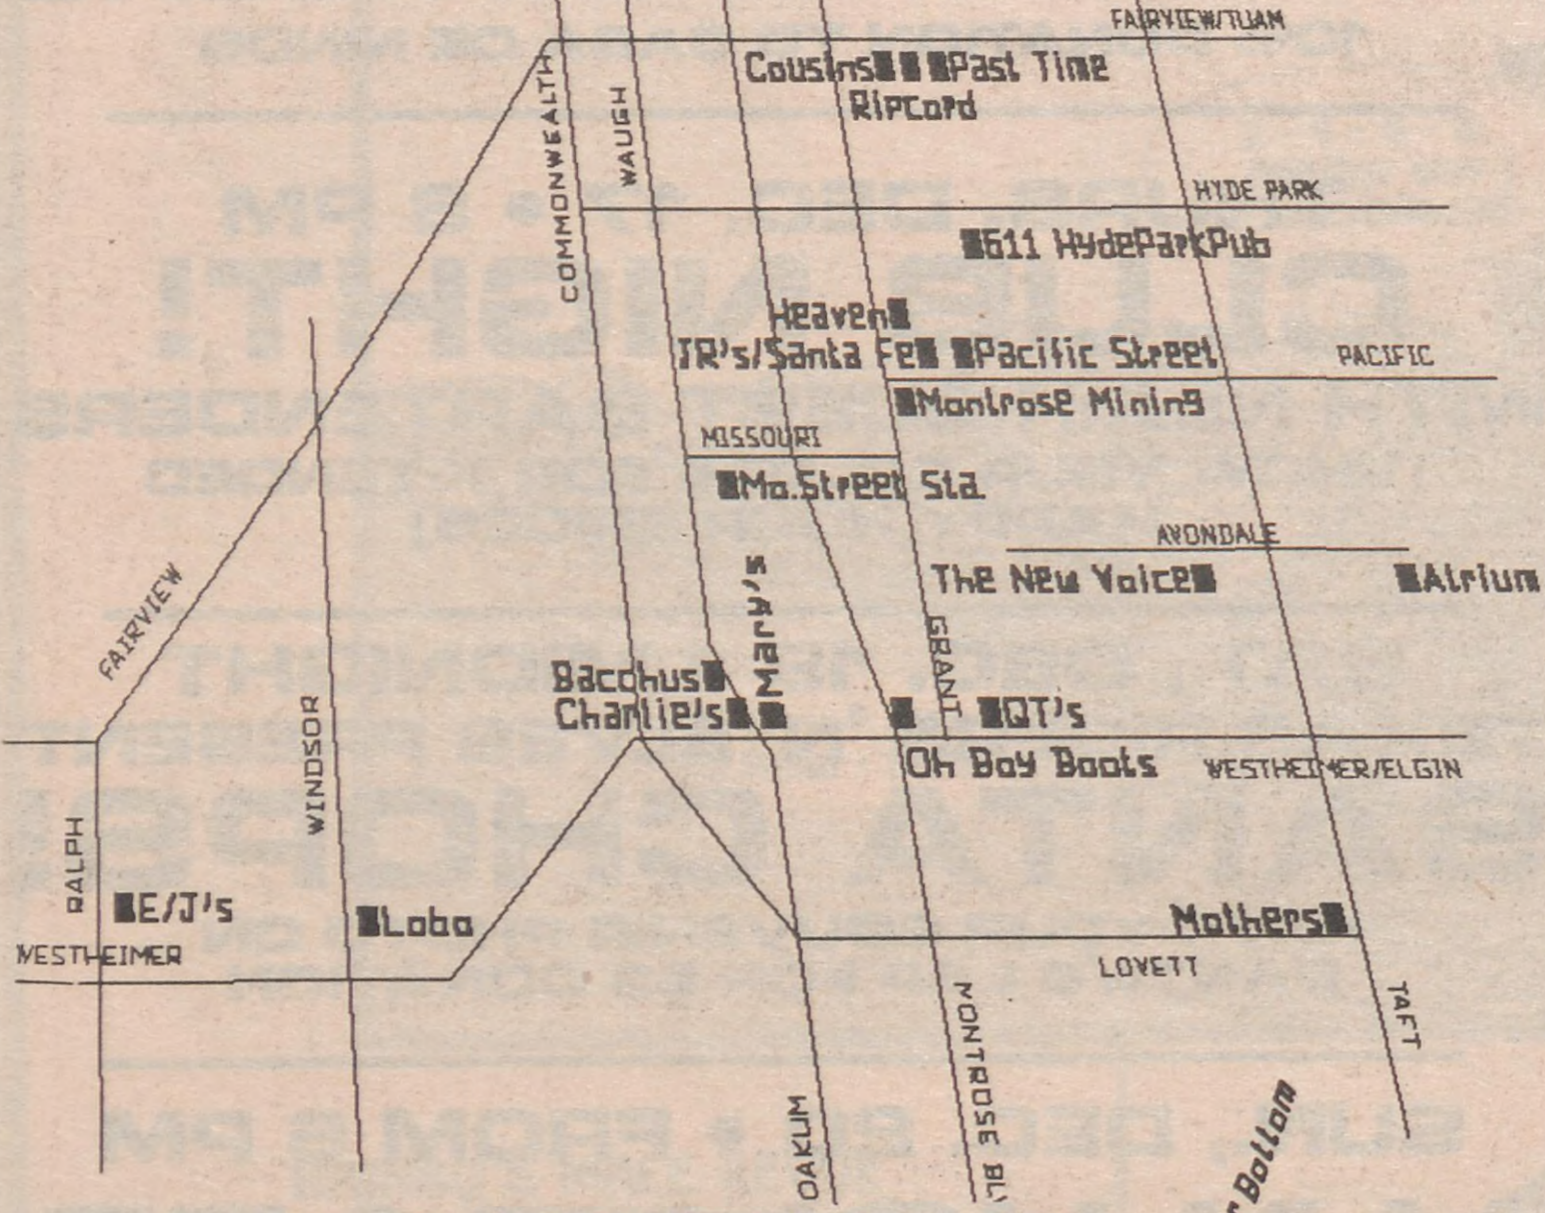 FAIRVIEW/TUAM
Cousins
Past Time
Ripcord
COMMONWEALTH
WAUGH
HYDE PARK
611 HydeParkPub
Heaven
JR's/Santa Fe
Pacific Street
PACIFIC
Montrose Mining
MISSOURI
Mo.Street Sta.
AVONDALE
The New Voice
Atrium
FAIRVIEW
Mary's
GRANT
Bacchus
Charlie's
QT's
WINDSOR
Oh Boy Boots
WESTHEIMER/ELGIN
RALPH
E/J's
Lobo
Mothers
WESTHEIMER
LOVETT
TAFT
MONTROSE
OAKLUM
Bottom